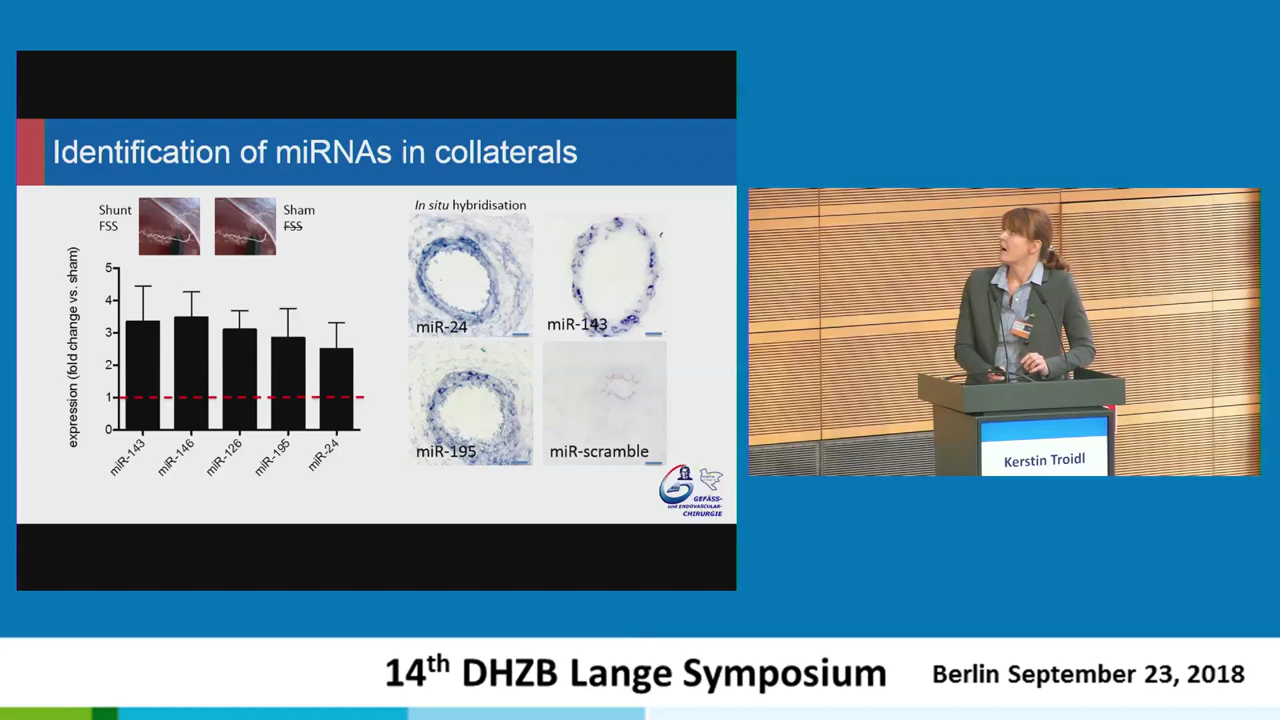 Identification of miRNAs in collaterals
Shunt
FSS
Sham
FSS
In situ hybridisation
expression (fold change vs. sham)
5
4
3
2
1
0
miR-143
miR-146
miR-126
miR-195
miR-24
miR-24
miR-143
miR-195
miR-scramble
GEFÄSS-
und ENDOVASCULAR-
CHIRURGIE
Kerstin Troidl
14th DHZB Lange Symposium
Berlin September 23, 2018